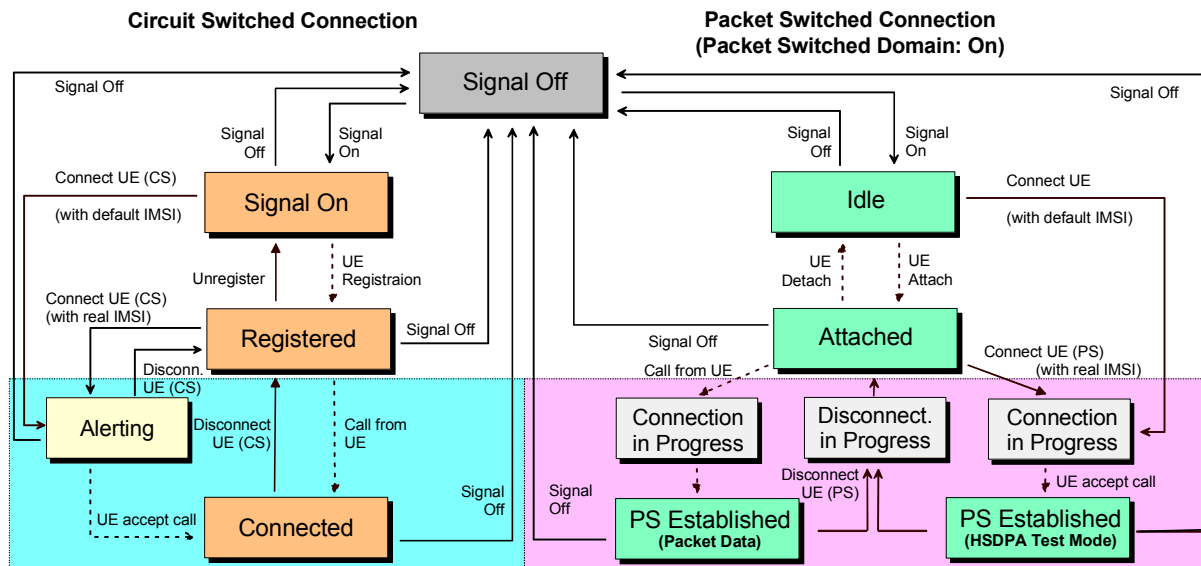 Circuit Switched Connection
Packet Switched Connection
(Packet Switched Domain: On)
Signal Off
Signal Off
Signal Off
Signal
Off
Signal
On
Signal
Off
Signal
On
Connect UE (CS)
(with default IMSI)
Signal On
Idle
Connect UE
(with default IMSI)
Unregister
UE
Registraion
UE
Detach
UE
Attach
Connect UE (CS)
(with real IMSI)
Registered
Signal Off
Signal Off
Attached
Disconn.
UE (CS)
Call from UE
Connect UE (PS)
(with real IMSI)
Alerting
Disconnect
UE (CS)
Call from
UE
Connection
in Progress
Disconnect.
in Progress
Connection
in Progress
UE accept call
Connected
Signal
Off
Signal
Off
Disconnect
UE (PS)
UE accept call
PS Established
(Packet Data)
PS Established
(HSDPA Test Mode)